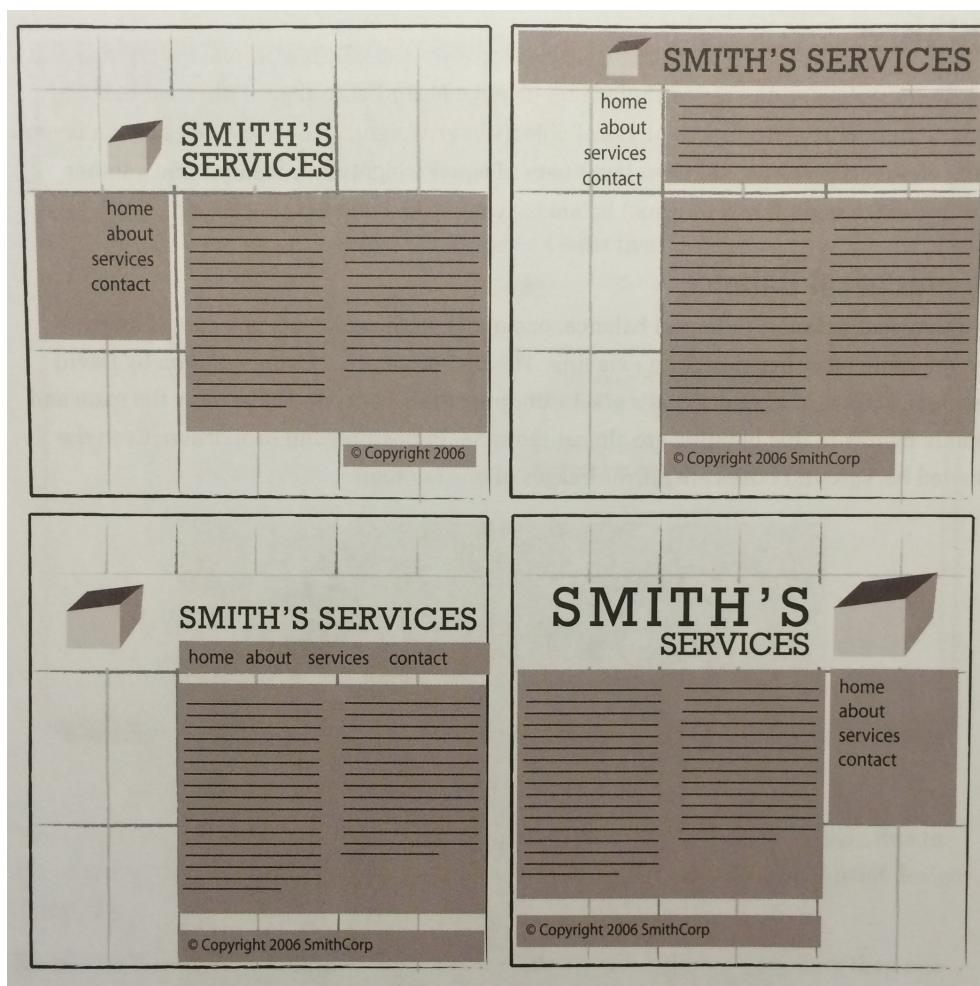 SMITH'S
SERVICES
home
about
services
contact
© Copyright 2006
SMITH'S SERVICES
home
about
services
contact
© Copyright 2006 SmithCorp
SMITH'S SERVICES
home about services contact
© Copyright 2006 SmithCorp
SMITH'S
SERVICES
home
about
services
contact
© Copyright 2006 SmithCorp